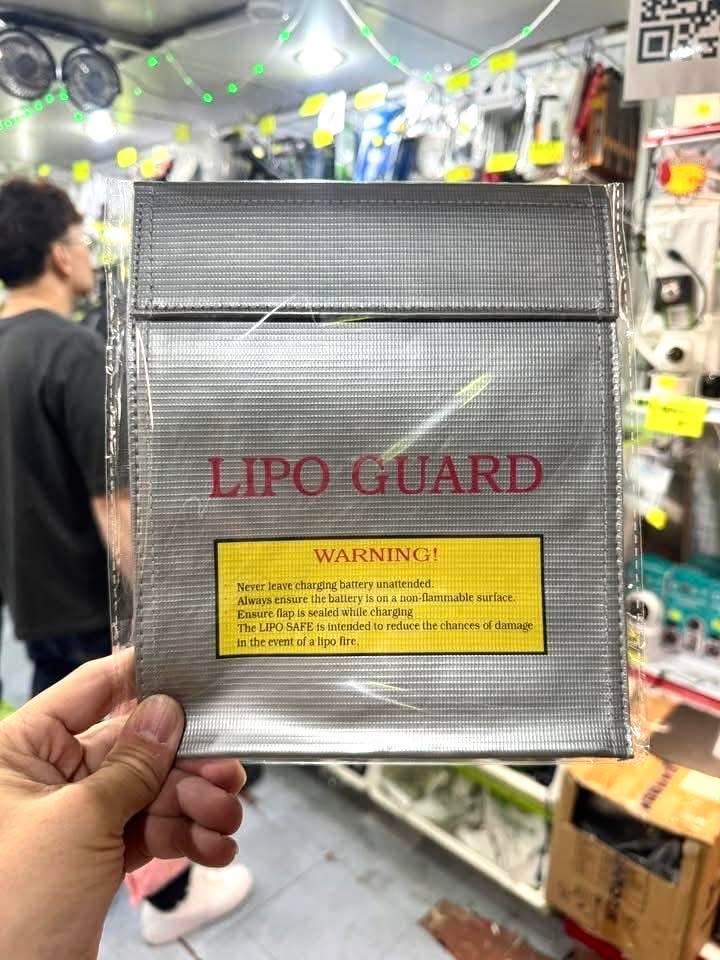 LIPO GUARD
WARNING!
Never leave charging battery unattended.
Always ensure the battery is on a non-flammable surface.
Ensure flap is sealed while charging
The LIPO SAFE is intended to reduce the chances of damage
in the event of a lipo fire.